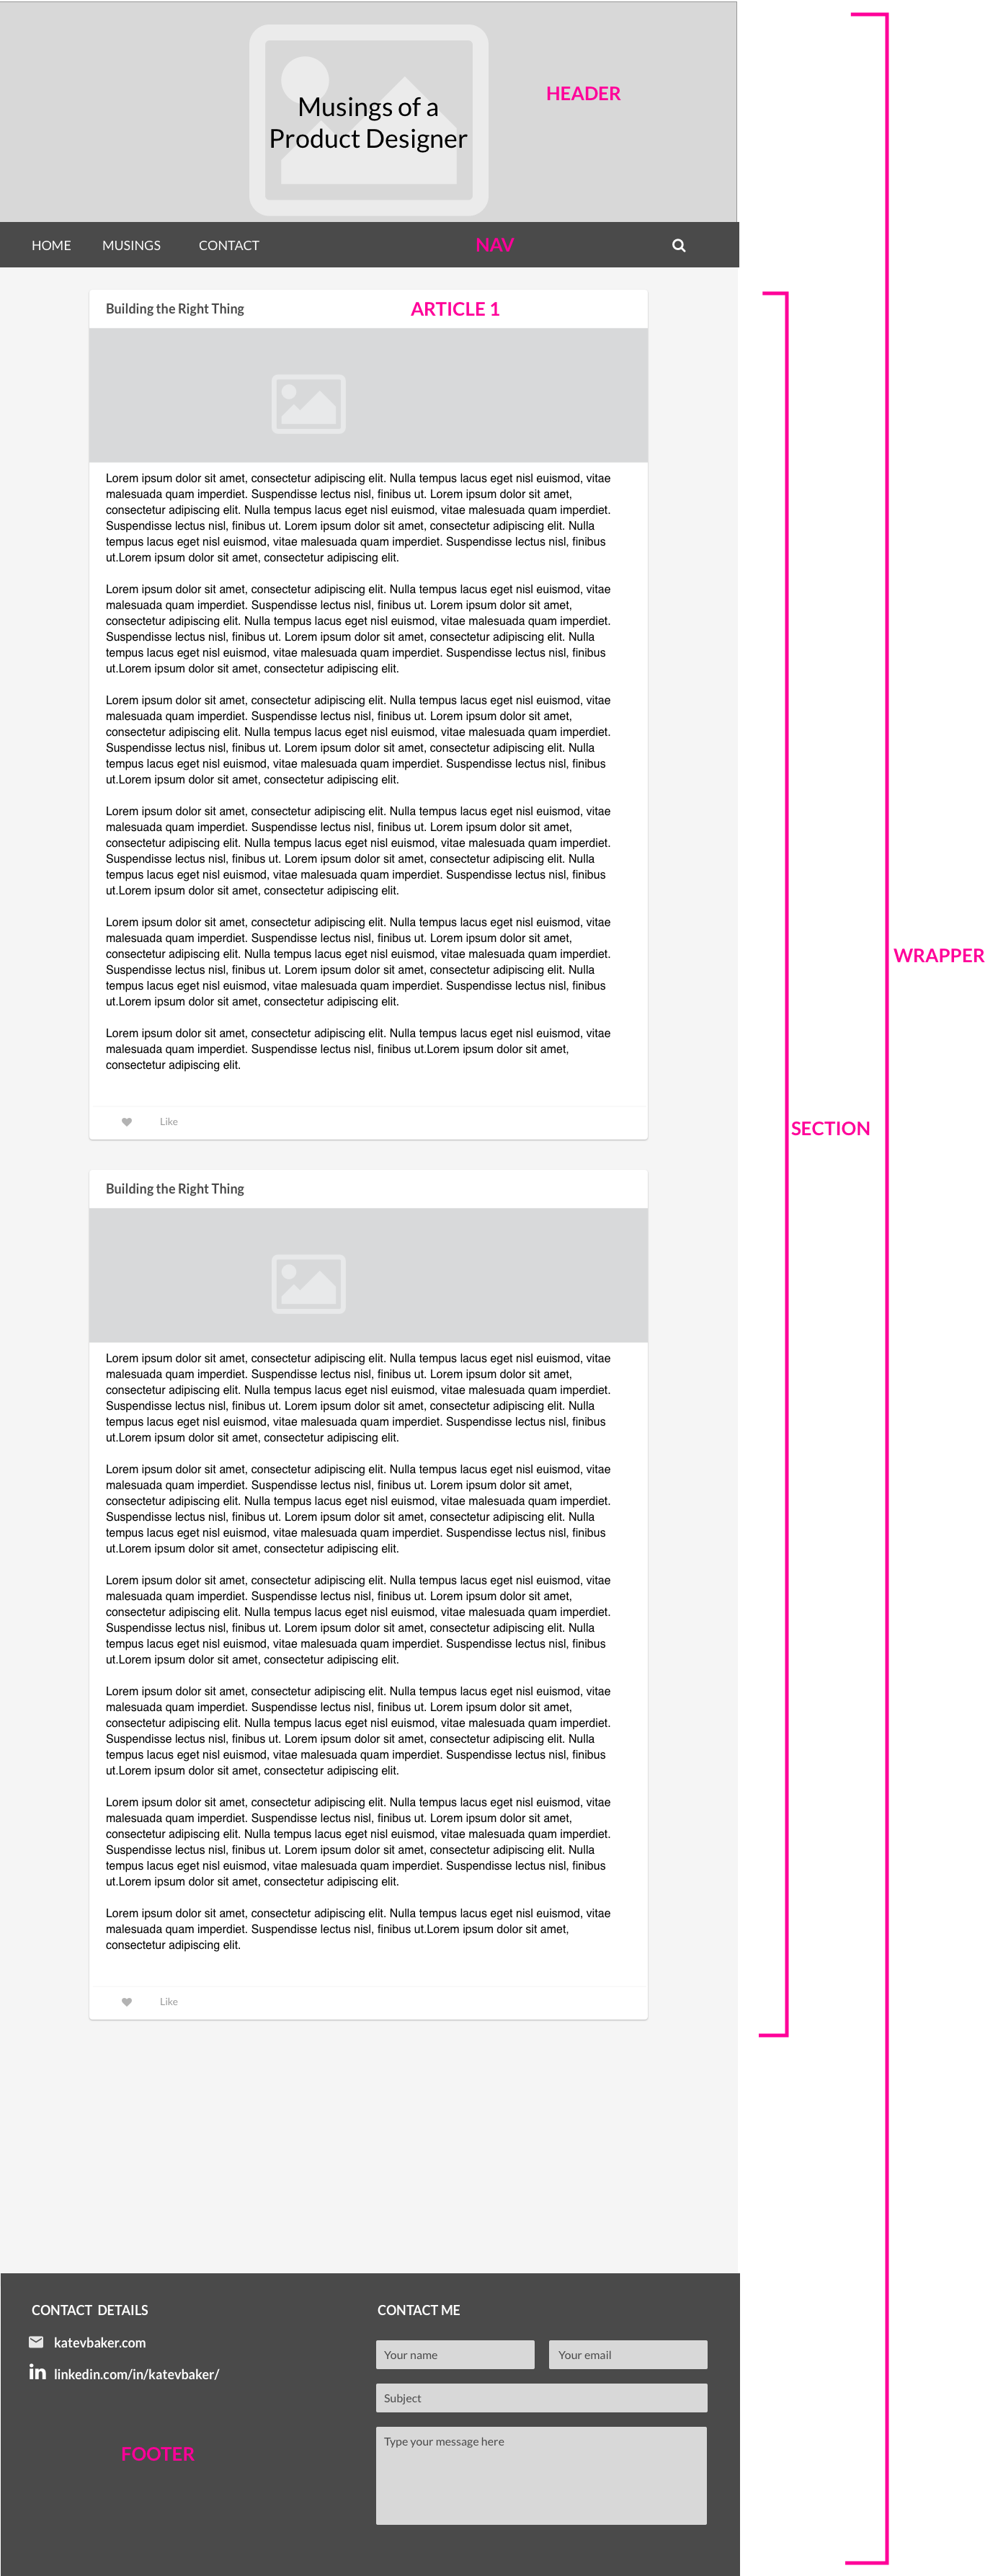 Musings of a
Product Designer
HEADER
HOME MUSINGS CONTACT NAV
Building the Right Thing ARTICLE 1
Lorem ipsum dolor sit amet, consectetur adipiscing elit. Nulla tempus lacus eget nisl euismod, vitae
malesuada quam imperdiet. Suspendisse lectus nisl, finibus ut. Lorem ipsum dolor sit amet,
consectetur adipiscing elit. Nulla tempus lacus eget nisl euismod, vitae malesuada quam imperdiet.
Suspendisse lectus nisl, finibus ut. Lorem ipsum dolor sit amet, consectetur adipiscing elit. Nulla
tempus lacus eget nisl euismod, vitae malesuada quam imperdiet. Suspendisse lectus nisl, finibus
ut.Lorem ipsum dolor sit amet, consectetur adipiscing elit.
Lorem ipsum dolor sit amet, consectetur adipiscing elit. Nulla tempus lacus eget nisl euismod, vitae
malesuada quam imperdiet. Suspendisse lectus nisl, finibus ut. Lorem ipsum dolor sit amet,
consectetur adipiscing elit. Nulla tempus lacus eget nisl euismod, vitae malesuada quam imperdiet.
Suspendisse lectus nisl, finibus ut. Lorem ipsum dolor sit amet, consectetur adipiscing elit. Nulla
tempus lacus eget nisl euismod, vitae malesuada quam imperdiet. Suspendisse lectus nisl, finibus
ut.Lorem ipsum dolor sit amet, consectetur adipiscing elit.
Lorem ipsum dolor sit amet, consectetur adipiscing elit. Nulla tempus lacus eget nisl euismod, vitae
malesuada quam imperdiet. Suspendisse lectus nisl, finibus ut. Lorem ipsum dolor sit amet,
consectetur adipiscing elit. Nulla tempus lacus eget nisl euismod, vitae malesuada quam imperdiet.
Suspendisse lectus nisl, finibus ut. Lorem ipsum dolor sit amet, consectetur adipiscing elit. Nulla
tempus lacus eget nisl euismod, vitae malesuada quam imperdiet. Suspendisse lectus nisl, finibus
ut.Lorem ipsum dolor sit amet, consectetur adipiscing elit.
Lorem ipsum dolor sit amet, consectetur adipiscing elit. Nulla tempus lacus eget nisl euismod, vitae
malesuada quam imperdiet. Suspendisse lectus nisl, finibus ut. Lorem ipsum dolor sit amet,
consectetur adipiscing elit. Nulla tempus lacus eget nisl euismod, vitae malesuada quam imperdiet.
Suspendisse lectus nisl, finibus ut. Lorem ipsum dolor sit amet, consectetur adipiscing elit. Nulla
tempus lacus eget nisl euismod, vitae malesuada quam imperdiet. Suspendisse lectus nisl, finibus
ut.Lorem ipsum dolor sit amet, consectetur adipiscing elit.
Lorem ipsum dolor sit amet, consectetur adipiscing elit. Nulla tempus lacus eget nisl euismod, vitae
malesuada quam imperdiet. Suspendisse lectus nisl, finibus ut. Lorem ipsum dolor sit amet,
consectetur adipiscing elit. Nulla tempus lacus eget nisl euismod, vitae malesuada quam imperdiet.
Suspendisse lectus nisl, finibus ut. Lorem ipsum dolor sit amet, consectetur adipiscing elit. Nulla
tempus lacus eget nisl euismod, vitae malesuada quam imperdiet. Suspendisse lectus nisl, finibus
ut.Lorem ipsum dolor sit amet, consectetur adipiscing elit.
Lorem ipsum dolor sit amet, consectetur adipiscing elit. Nulla tempus lacus eget nisl euismod, vitae
malesuada quam imperdiet. Suspendisse lectus nisl, finibus ut.Lorem ipsum dolor sit amet,
consectetur adipiscing elit.
Like
WRAPPER
SECTION
Building the Right Thing
Lorem ipsum dolor sit amet, consectetur adipiscing elit. Nulla tempus lacus eget nisl euismod, vitae
malesuada quam imperdiet. Suspendisse lectus nisl, finibus ut. Lorem ipsum dolor sit amet,
consectetur adipiscing elit. Nulla tempus lacus eget nisl euismod, vitae malesuada quam imperdiet.
Suspendisse lectus nisl, finibus ut. Lorem ipsum dolor sit amet, consectetur adipiscing elit. Nulla
tempus lacus eget nisl euismod, vitae malesuada quam imperdiet. Suspendisse lectus nisl, finibus
ut.Lorem ipsum dolor sit amet, consectetur adipiscing elit.
Lorem ipsum dolor sit amet, consectetur adipiscing elit. Nulla tempus lacus eget nisl euismod, vitae
malesuada quam imperdiet. Suspendisse lectus nisl, finibus ut. Lorem ipsum dolor sit amet,
consectetur adipiscing elit. Nulla tempus lacus eget nisl euismod, vitae malesuada quam imperdiet.
Suspendisse lectus nisl, finibus ut. Lorem ipsum dolor sit amet, consectetur adipiscing elit. Nulla
tempus lacus eget nisl euismod, vitae malesuada quam imperdiet. Suspendisse lectus nisl, finibus
ut.Lorem ipsum dolor sit amet, consectetur adipiscing elit.
Lorem ipsum dolor sit amet, consectetur adipiscing elit. Nulla tempus lacus eget nisl euismod, vitae
malesuada quam imperdiet. Suspendisse lectus nisl, finibus ut. Lorem ipsum dolor sit amet,
consectetur adipiscing elit. Nulla tempus lacus eget nisl euismod, vitae malesuada quam imperdiet.
Suspendisse lectus nisl, finibus ut. Lorem ipsum dolor sit amet, consectetur adipiscing elit. Nulla
tempus lacus eget nisl euismod, vitae malesuada quam imperdiet. Suspendisse lectus nisl, finibus
ut.Lorem ipsum dolor sit amet, consectetur adipiscing elit.
Lorem ipsum dolor sit amet, consectetur adipiscing elit. Nulla tempus lacus eget nisl euismod, vitae
malesuada quam imperdiet. Suspendisse lectus nisl, finibus ut. Lorem ipsum dolor sit amet,
consectetur adipiscing elit. Nulla tempus lacus eget nisl euismod, vitae malesuada quam imperdiet.
Suspendisse lectus nisl, finibus ut. Lorem ipsum dolor sit amet, consectetur adipiscing elit. Nulla
tempus lacus eget nisl euismod, vitae malesuada quam imperdiet. Suspendisse lectus nisl, finibus
ut.Lorem ipsum dolor sit amet, consectetur adipiscing elit.
Lorem ipsum dolor sit amet, consectetur adipiscing elit. Nulla tempus lacus eget nisl euismod, vitae
malesuada quam imperdiet. Suspendisse lectus nisl, finibus ut. Lorem ipsum dolor sit amet,
consectetur adipiscing elit. Nulla tempus lacus eget nisl euismod, vitae malesuada quam imperdiet.
Suspendisse lectus nisl, finibus ut. Lorem ipsum dolor sit amet, consectetur adipiscing elit. Nulla
tempus lacus eget nisl euismod, vitae malesuada quam imperdiet. Suspendisse lectus nisl, finibus
ut.Lorem ipsum dolor sit amet, consectetur adipiscing elit.
Lorem ipsum dolor sit amet, consectetur adipiscing elit. Nulla tempus lacus eget nisl euismod, vitae
malesuada quam imperdiet. Suspendisse lectus nisl, finibus ut.Lorem ipsum dolor sit amet,
consectetur adipiscing elit.
Like
CONTACT DETAILS
katevbaker.com
in linkedin.com/in/katevbaker/
FOOTER
CONTACT ME
Your name Your email
Subject
Type your message here